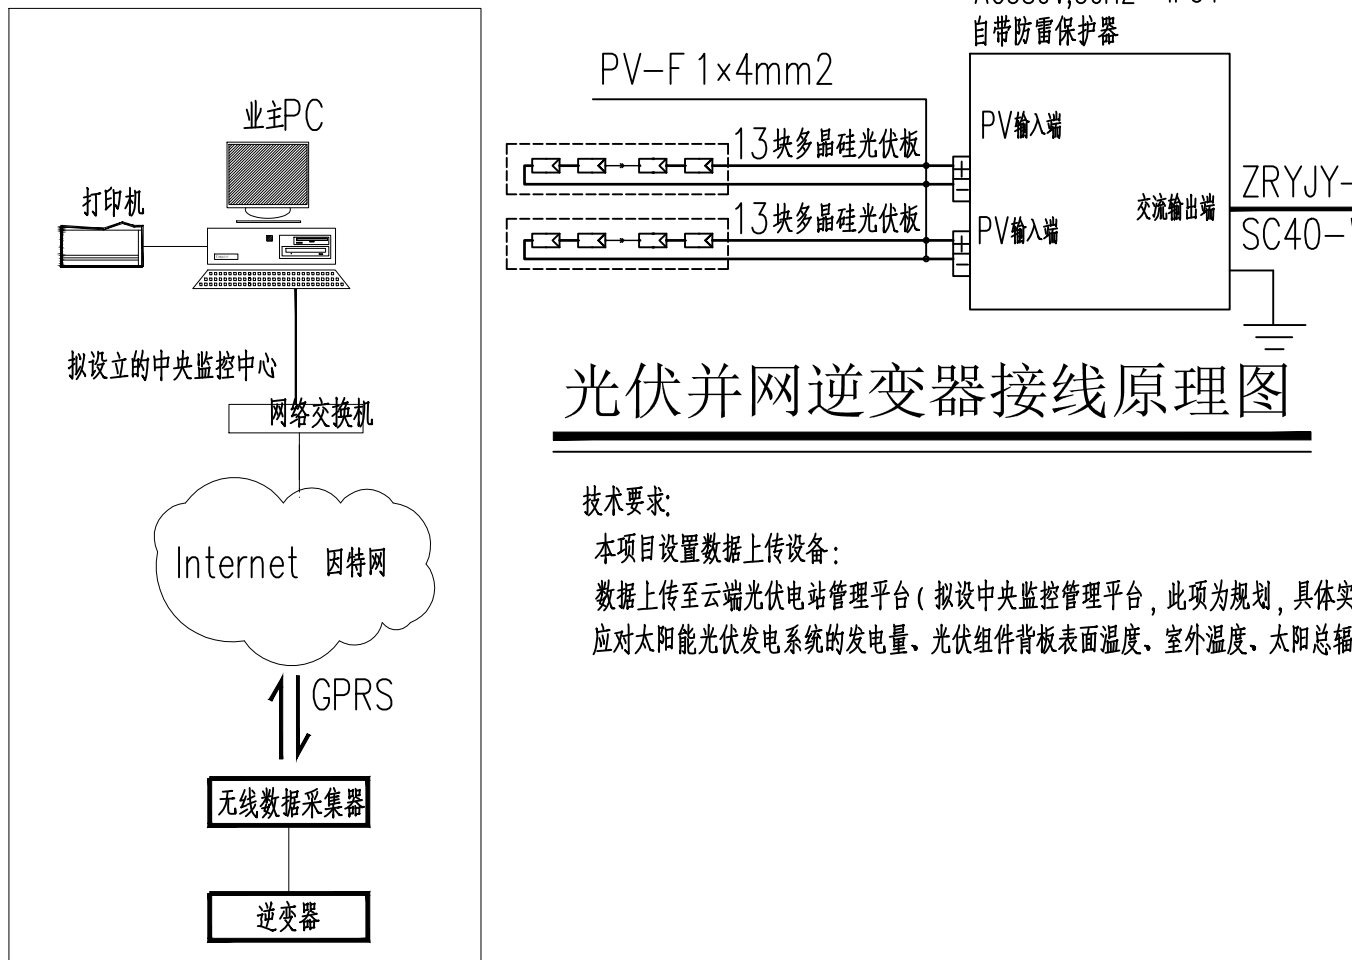 业主PC
打印机
拟设立的中央监控中心
网络交换机
Internet 因特网
GPRS
无线数据采集器
逆变器
自带防雷保护器
PV-F 1x4mm2
13块多晶硅光伏板
13块多晶硅光伏板
PV输入端
PV输入端
交流输出端
ZRYJY-
SC40-
光伏并网逆变器接线原理图
技术要求:
本项目设置数据上传设备:
数据上传至云端光伏电站管理平台(拟设中央监控管理平台,此项为规划,具体实
应对太阳能光伏发电系统的发电量、光伏组件背板表面温度、室外温度、太阳总辐